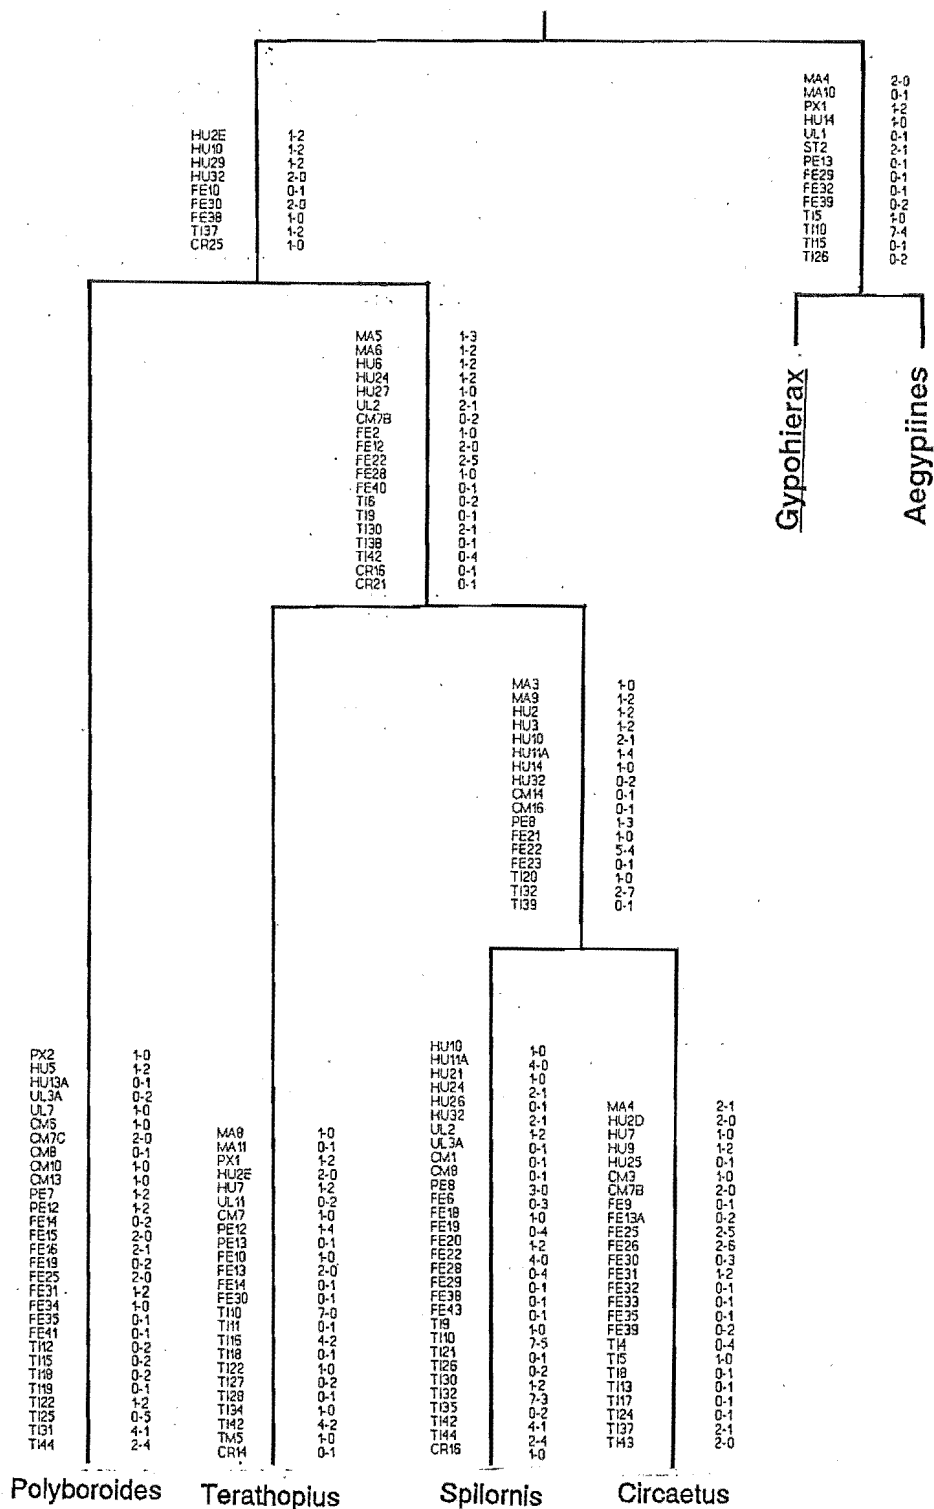 MA4 2-0
MA10 0-1
PX1 1-2
HU14 1-0
UL1 0-1
ST2 2-1
PE13 0-1
FE29 0-1
FE32 0-1
FE39 0-2
TI5 1-0
TI10 7-4
TI15 0-1
TI26 0-2
HU2E 1-2
HU10 1-2
HU29 1-2
HU32 2-0
FE10 0-1
FE30 2-0
FE38 1-0
TI37 1-2
CR25 1-0
Gypohierax
Aegypiines
MA5 1-3
MA6 1-2
HU6 1-2
HU24 1-2
HU27 1-0
UL2 2-1
CM7B 0-2
FE2 1-0
FE12 2-0
FE22 2-5
FE28 1-0
FE40 0-1
TI6 0-2
TI9 0-1
TI30 2-1
TI38 0-1
TI42 0-4
CR16 0-1
CR21 0-1
MA3 1-0
MA9 1-2
HU2 1-2
HU3 1-2
HU10 2-1
HU11A 1-4
HU14 1-0
HU32 0-2
CM14 0-1
CM16 0-1
PE8 1-3
FE21 1-0
FE22 5-4
FE23 0-1
TI20 1-0
TI32 2-7
TI39 0-1
PX2 1-0
HU5 1-2
HU13A 0-1
UL3A 0-2
UL7 1-0
CM6 1-0
CM7C 2-0
CM8 0-1
CM10 1-0
CM13 1-0
PE7 1-2
PE12 1-2
FE14 0-2
FE15 2-0
FE16 2-1
FE19 0-2
FE25 2-0
FE31 1-2
FE34 1-0
FE35 0-1
FE41 0-1
TI12 0-2
TI15 0-2
TI18 0-2
TI19 0-1
TI22 1-2
TI25 0-5
TI31 4-1
TI44 2-4
MA8 1-0
MA11 0-1
PX1 1-2
HU2E 2-0
HU7 1-2
UL11 0-2
CM7 1-0
PE12 1-4
PE13 0-1
FE10 1-0
FE13 2-0
FE14 0-1
FE30 0-1
TI10 7-0
TI11 0-1
TI16 4-2
TI18 0-1
TI22 1-0
TI27 0-2
TI28 0-1
TI34 1-0
TI42 4-2
TM5 1-0
CR14 0-1
HU10 1-0
HU11A 4-0
HU21 1-0
HU24 2-1
HU26 0-1
HU32 2-1
UL2 1-2
UL3A 0-1
CM1 0-1
CM8 0-1
PE8 3-0
FE6 0-3
FE18 1-0
FE19 0-4
FE20 1-2
FE22 4-0
FE28 0-4
FE29 0-1
FE38 0-1
FE43 0-1
TI9 1-0
TI10 7-5
TI21 0-1
TI26 0-2
TI30 1-2
TI32 7-3
TI35 0-2
TI42 4-1
TI44 2-4
CR16 1-0
MA4 2-1
HU2D 2-0
HU7 1-0
HU9 1-2
HU25 0-1
CM3 1-0
CM7B 2-0
FE9 0-1
FE13A 0-2
FE25 2-5
FE26 2-6
FE30 0-3
FE31 1-2
FE32 0-1
FE33 0-1
FE35 0-1
FE39 0-2
TI4 0-4
TI5 1-0
TI8 0-1
TI13 0-1
TI17 0-1
TI24 0-1
TI37 2-1
TI43 2-0
Polyboroides
Terathopius
Spilornis
Circaetus